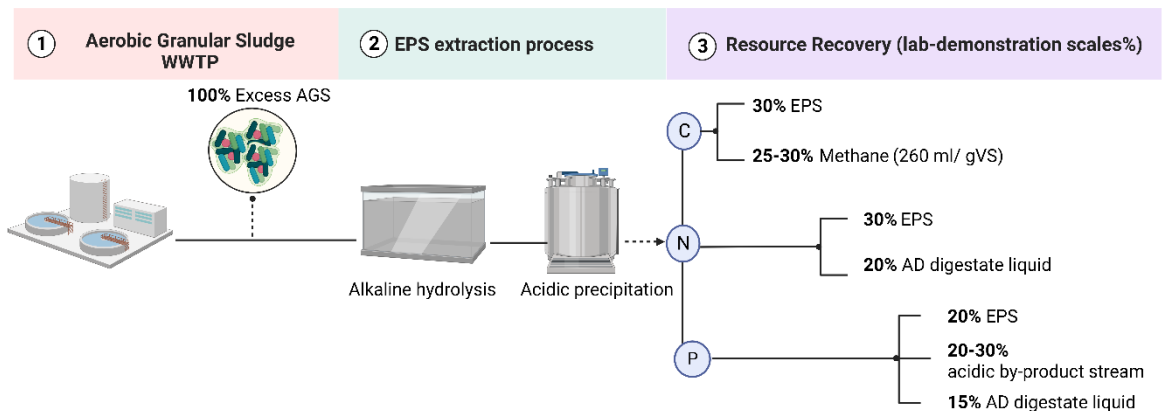 1
Aerobic Granular Sludge
WWTP
2
EPS extraction process
3
Resource Recovery (lab-demonstration scales%)
100% Excess AGS
Alkaline hydrolysis
Acidic precipitation
C
30% EPS
25-30% Methane (260 ml/ gVS)
N
30% EPS
20% AD digestate liquid
P
20% EPS
20-30%
acidic by-product stream
15% AD digestate liquid